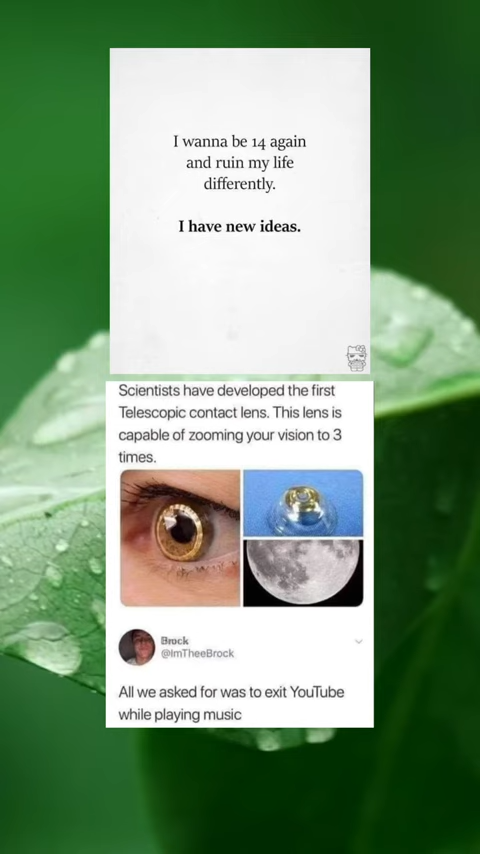 I wanna be 14 again
and ruin my life
differently.
I have new ideas.
Scientists have developed the first
Telescopic contact lens. This lens is
capable of zooming your vision to 3
times.
Brock
@ImTheeBrock
All we asked for was to exit YouTube
while playing music